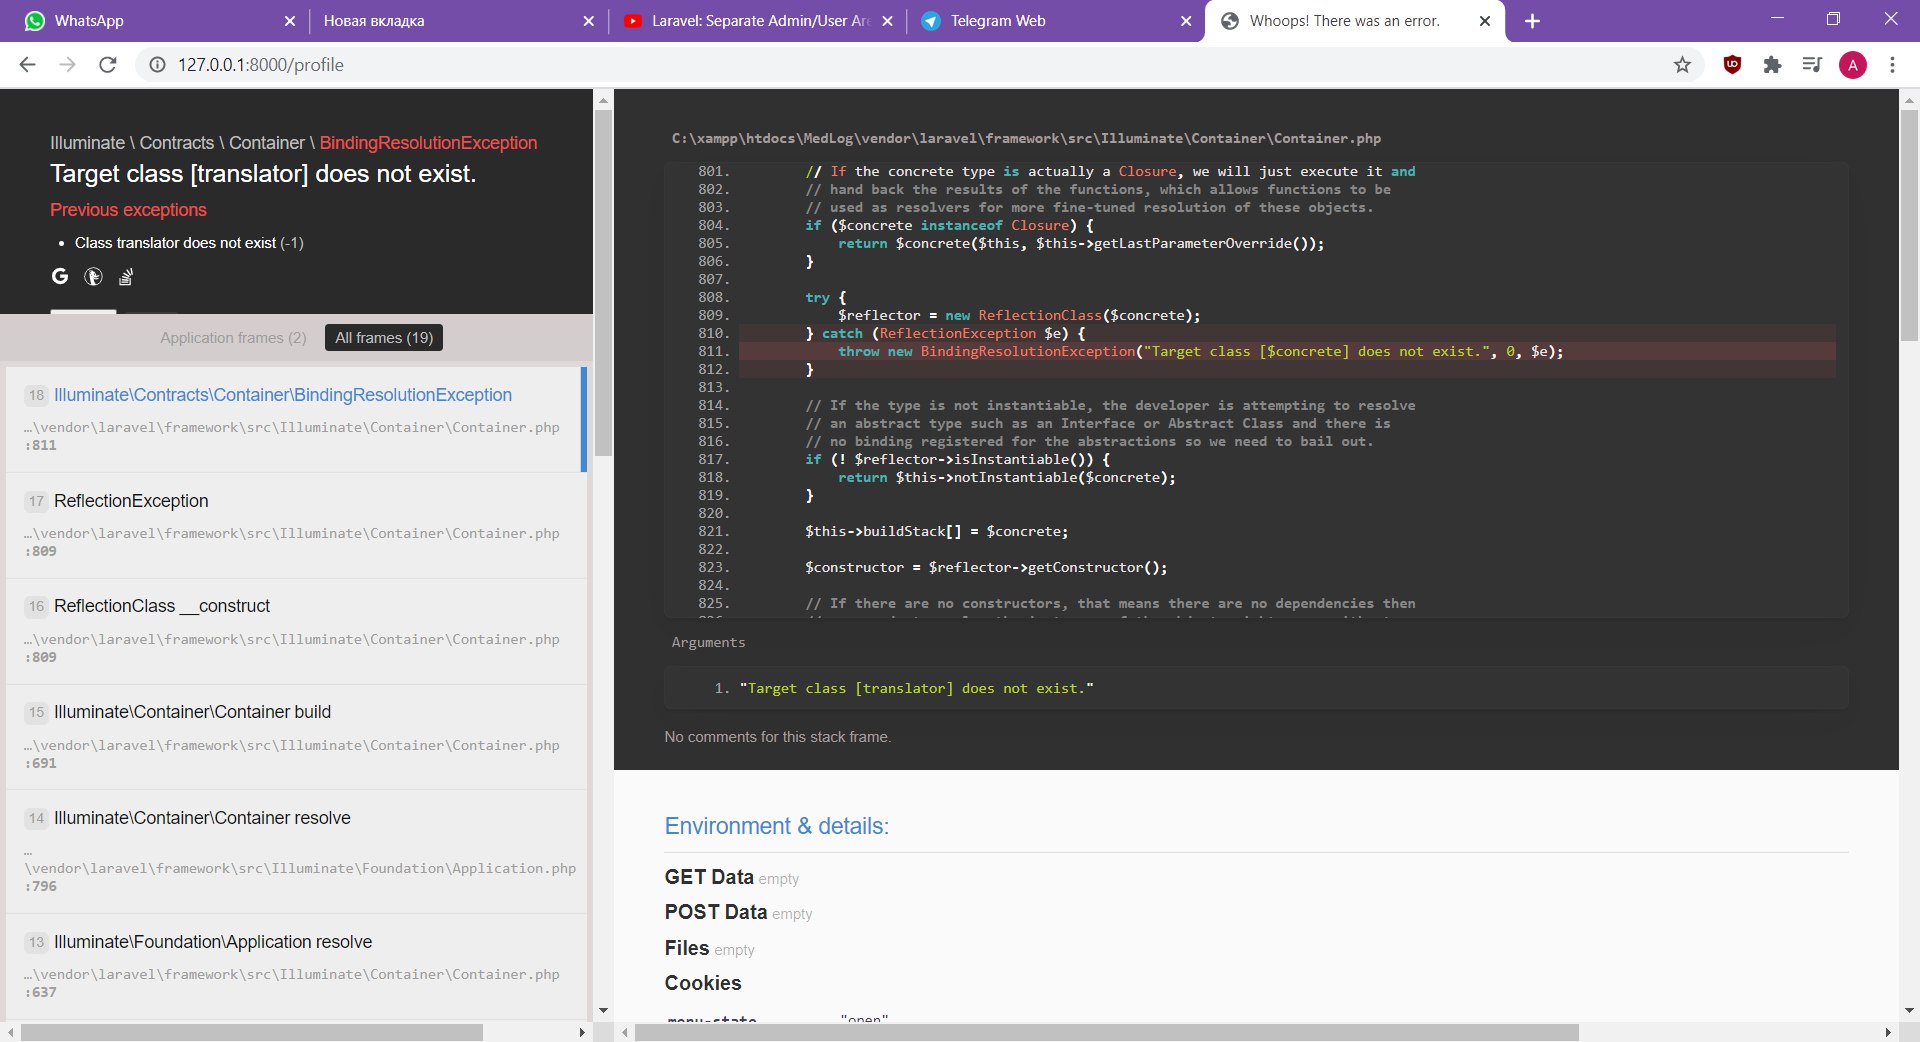 WhatsApp
Новая вкладка
Laravel: Separate Admin/User Are
Telegram Web
Whoops! There was an error.
127.0.0.1:8000/profile
A
Illuminate \ Contracts \ Container \ BindingResolutionException
Target class [translator] does not exist.
Previous exceptions
• Class translator does not exist (-1)
Application frames (2)
All frames (19)
18 Illuminate\Contracts\Container\BindingResolutionException
…\vendor\laravel\framework\src\Illuminate\Container\Container.php
:811
17 ReflectionException
…\vendor\laravel\framework\src\Illuminate\Container\Container.php
:809
16 ReflectionClass __construct
…\vendor\laravel\framework\src\Illuminate\Container\Container.php
:809
15 Illuminate\Container\Container build
…\vendor\laravel\framework\src\Illuminate\Container\Container.php
:691
14 Illuminate\Container\Container resolve
…
\vendor\laravel\framework\src\Illuminate\Foundation\Application.php
:796
13 Illuminate\Foundation\Application resolve
…\vendor\laravel\framework\src\Illuminate\Container\Container.php
:637
C:\xampp\htdocs\MedLog\vendor\laravel\framework\src\Illuminate\Container\Container.php
801. // If the concrete type is actually a Closure, we will just execute it and
802. // hand back the results of the functions, which allows functions to be
803. // used as resolvers for more fine-tuned resolution of these objects.
804. if ($concrete instanceof Closure) {
805. return $concrete($this, $this->getLastParameterOverride());
806. }
807.
808. try {
809. $reflector = new ReflectionClass($concrete);
810. } catch (ReflectionException $e) {
811. throw new BindingResolutionException("Target class [$concrete] does not exist.", 0, $e);
812. }
813.
814. // If the type is not instantiable, the developer is attempting to resolve
815. // an abstract type such as an Interface or Abstract Class and there is
816. // no binding registered for the abstractions so we need to bail out.
817. if (! $reflector->isInstantiable()) {
818. return $this->notInstantiable($concrete);
819. }
820.
821. $this->buildStack[] = $concrete;
822.
823. $constructor = $reflector->getConstructor();
824.
825. // If there are no constructors, that means there are no dependencies then
Arguments
1. "Target class [translator] does not exist."
No comments for this stack frame.
Environment & details:
GET Data empty
POST Data empty
Files empty
Cookies
menu-state "open"